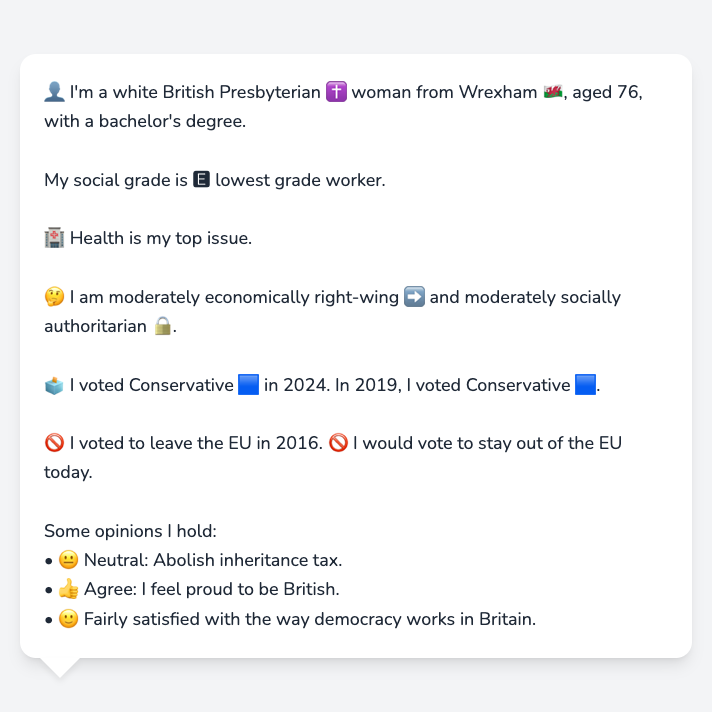 👤 I'm a white British Presbyterian ✝️ woman from Wrexham 🏴󠁧󠁢󠁷󠁬󠁳󠁿, aged 76,
with a bachelor's degree.
My social grade is 🅴 lowest grade worker.
🏥 Health is my top issue.
🤔 I am moderately economically right-wing ➡️ and moderately socially
authoritarian 🔒.
🗳️ I voted Conservative 🟦 in 2024. In 2019, I voted Conservative 🟦.
🚫 I voted to leave the EU in 2016. 🚫 I would vote to stay out of the EU
today.
Some opinions I hold:
• 😐 Neutral: Abolish inheritance tax.
• 👍 Agree: I feel proud to be British.
• 🙂 Fairly satisfied with the way democracy works in Britain.